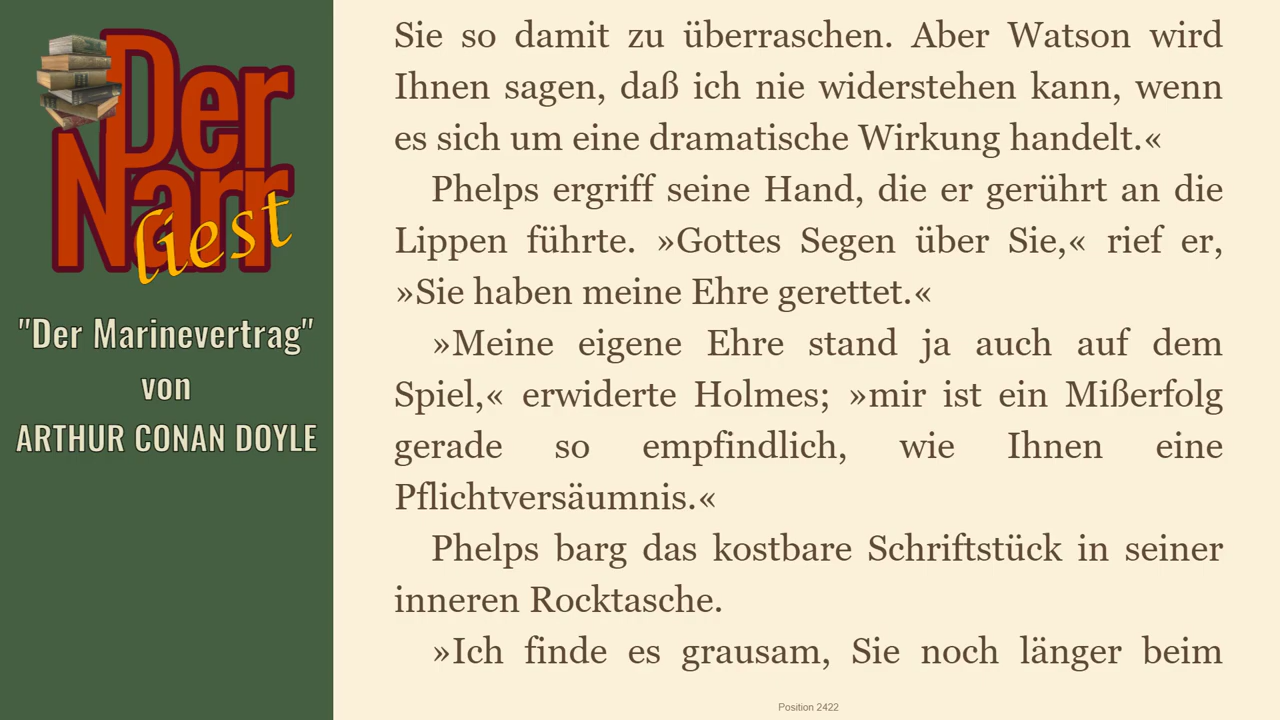 Der
Narr
liest
"Der Marinevertrag"
von
ARTHUR CONAN DOYLE
Sie so damit zu überraschen. Aber Watson wird
Ihnen sagen, daß ich nie widerstehen kann, wenn
es sich um eine dramatische Wirkung handelt.«
Phelps ergriff seine Hand, die er gerührt an die
Lippen führte. »Gottes Segen über Sie,« rief er,
»Sie haben meine Ehre gerettet.«
»Meine eigene Ehre stand ja auch auf dem
Spiel,« erwiderte Holmes; »mir ist ein Mißerfolg
gerade so empfindlich, wie Ihnen eine
Pflichtversäumnis.«
Phelps barg das kostbare Schriftstück in seiner
inneren Rocktasche.
»Ich finde es grausam, Sie noch länger beim
Position 2422